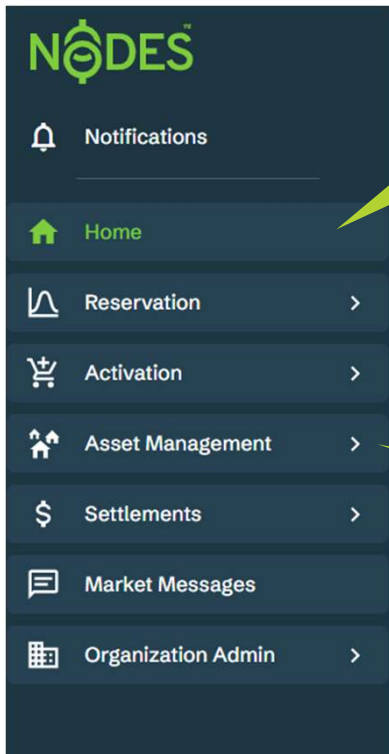 NODES
Notifications
Home
Reservation
Activation
Asset Management
Settlements
Market Messages
Organization Admin